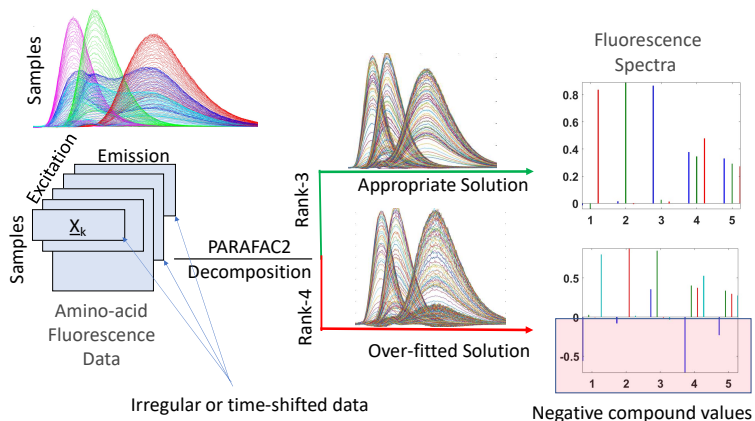 Samples
Excitation
Emission
Samples
X_k
Amino-acid
Fluorescence
Data
PARAFAC2
Decomposition
Irregular or time-shifted data
Rank-3
Appropriate Solution
Rank-4
Over-fitted Solution
Fluorescence
Spectra
0.8
0.6
0.4
0.2
0
1 2 3 4 5
0.5
0
-0.5
1 2 3 4 5
Negative compound values